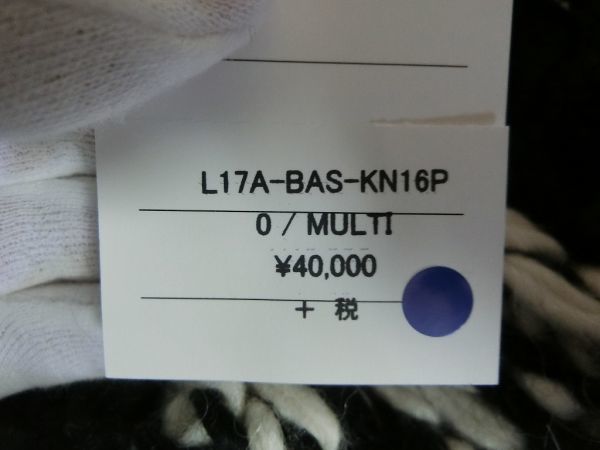 L17A-BAS-KN16P
0 / MULTI
¥40,000
+ 税